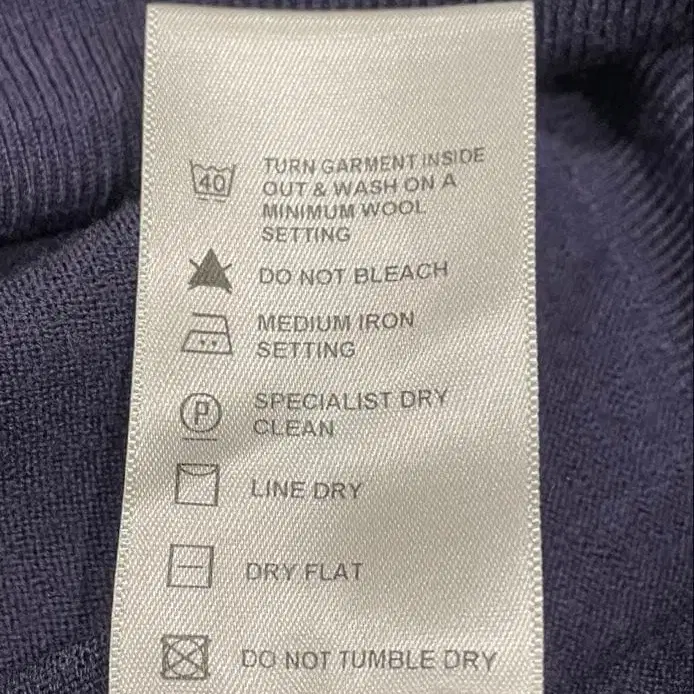 40
TURN GARMENT INSIDE
OUT & WASH ON A
MINIMUM WOOL
SETTING
DO NOT BLEACH
MEDIUM IRON
SETTING
P
SPECIALIST DRY
CLEAN
LINE DRY
DRY FLAT
DO NOT TUMBLE DRY